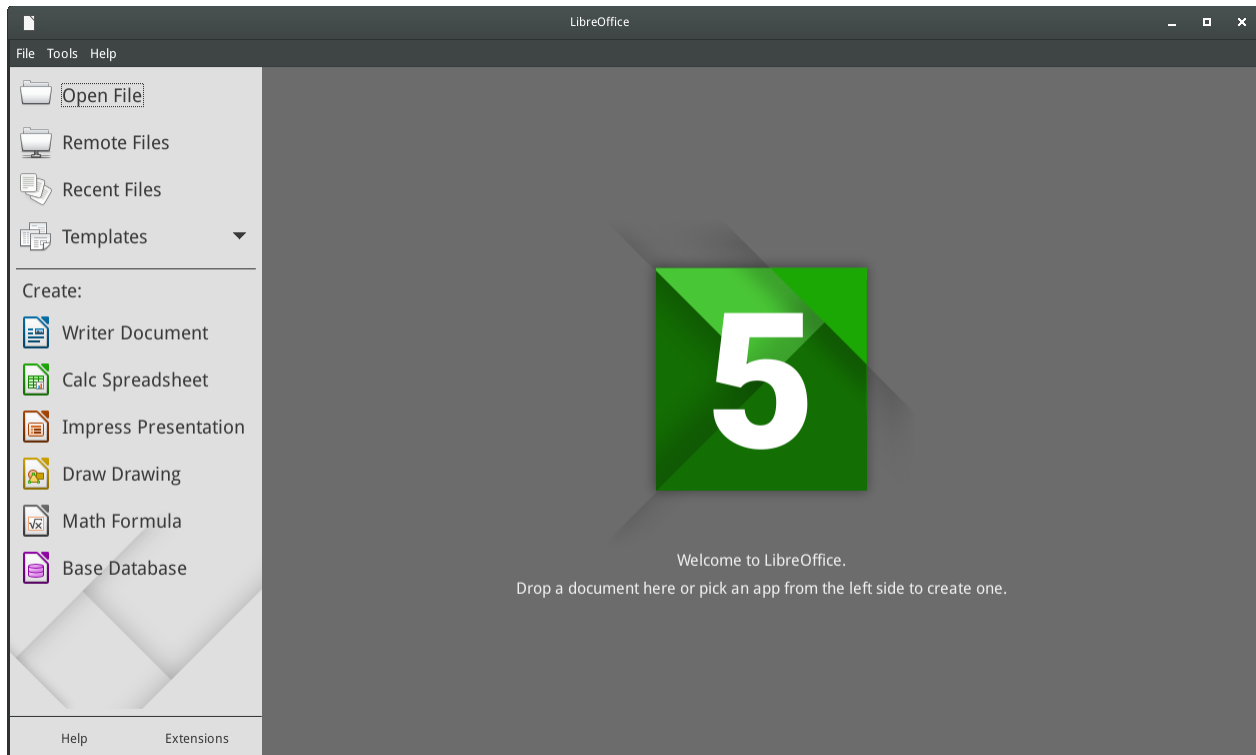 LibreOffice
File Tools Help
Open File
Remote Files
Recent Files
Templates
Create:
Writer Document
Calc Spreadsheet
Impress Presentation
Draw Drawing
Math Formula
Base Database
Help Extensions
5
Welcome to LibreOffice.
Drop a document here or pick an app from the left side to create one.